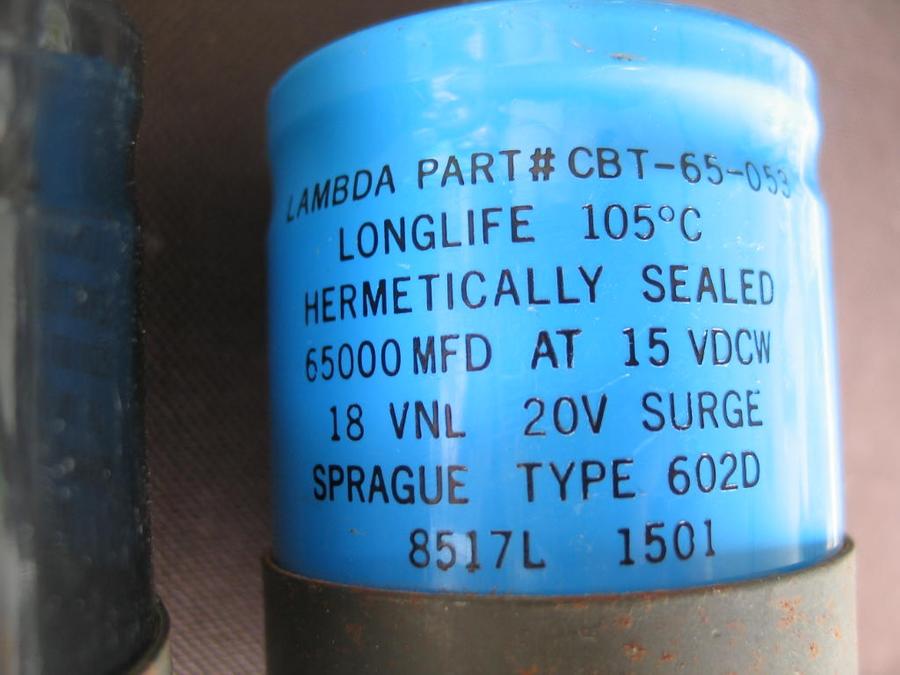 LAMBDA PART# CBT-65-053
LONGLIFE 105°C
HERMETICALLY SEALED
65000 MFD AT 15 VDCW
18 VNL 20V SURGE
SPRAGUE TYPE 602D
8517L 1501